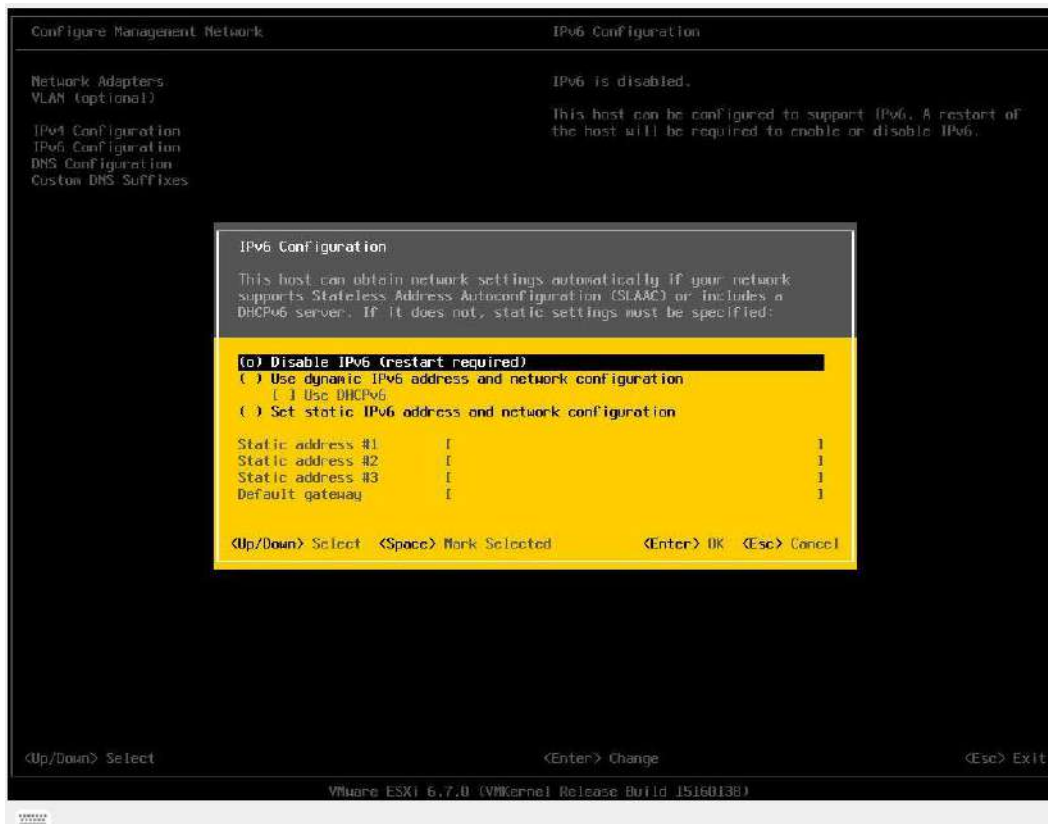 Configure Management Network
IPv6 Configuration
Network Adapters
VLAN (optional)
IPv4 Configuration
IPv6 Configuration
DNS Configuration
Custom DNS Suffixes
IPv6 is disabled.
This host can be configured to support IPv6. A restart of
the host will be required to enable or disable IPv6.
IPv6 Configuration
This host can obtain network settings automatically if your network
supports Stateless Address Autoconfiguration (SLAAC) or includes a
DHCPv6 server. If it does not, static settings must be specified:
(o) Disable IPv6 (restart required)
( ) Use dynamic IPv6 address and network configuration
[ ] Use DHCPv6
( ) Set static IPv6 address and network configuration
Static address #1 [ ]
Static address #2 [ ]
Static address #3 [ ]
Default gateway [ ]
<Up/Down> Select <Space> Mark Selected <Enter> OK <Esc> Cancel
<Up/Down> Select <Enter> Change <Esc> Exit
VMware ESXi 6.7.0 (VMKernel Release Build 15160138)